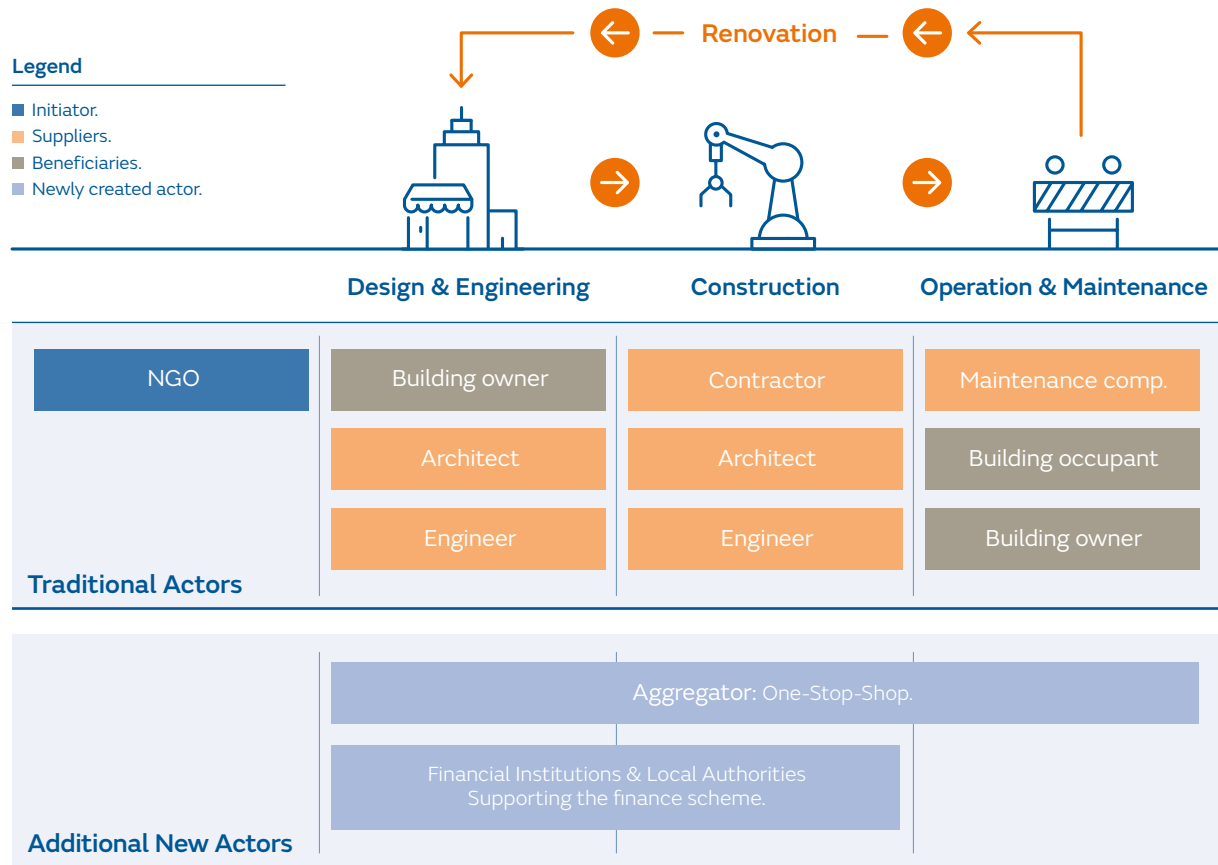 Renovation
Legend
Initiator.
Suppliers.
Beneficiaries.
Newly created actor.
Design & Engineering
Construction
Operation & Maintenance
NGO
Building owner
Contractor
Maintenance comp.
Architect
Architect
Building occupant
Engineer
Engineer
Building owner
Traditional Actors
Aggregator: One-Stop-Shop.
Financial Institutions & Local Authorities
Supporting the finance scheme.
Additional New Actors